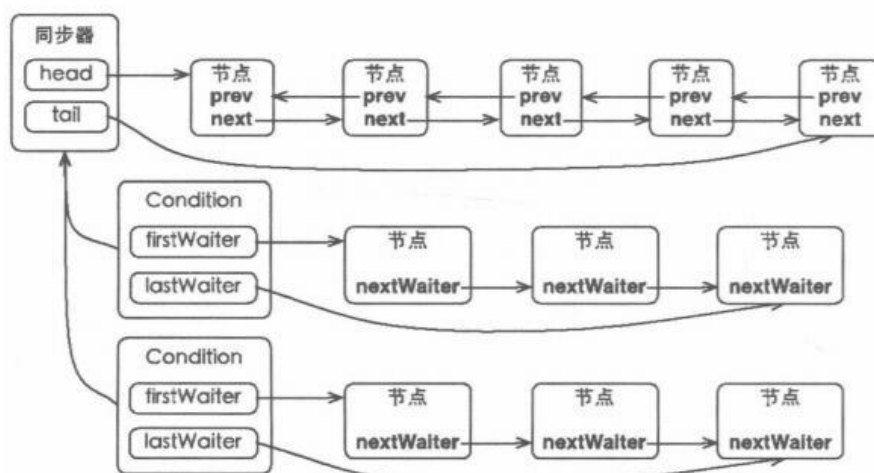 同步器
head
tail
节点 节点 节点 节点 节点
prev prev prev prev prev
next next next next next
Condition
firstWaiter
lastWaiter
节点 节点 节点
nextWaiter nextWaiter nextWaiter
Condition
firstWaiter
lastWaiter
节点 节点 节点
nextWaiter nextWaiter nextWaiter